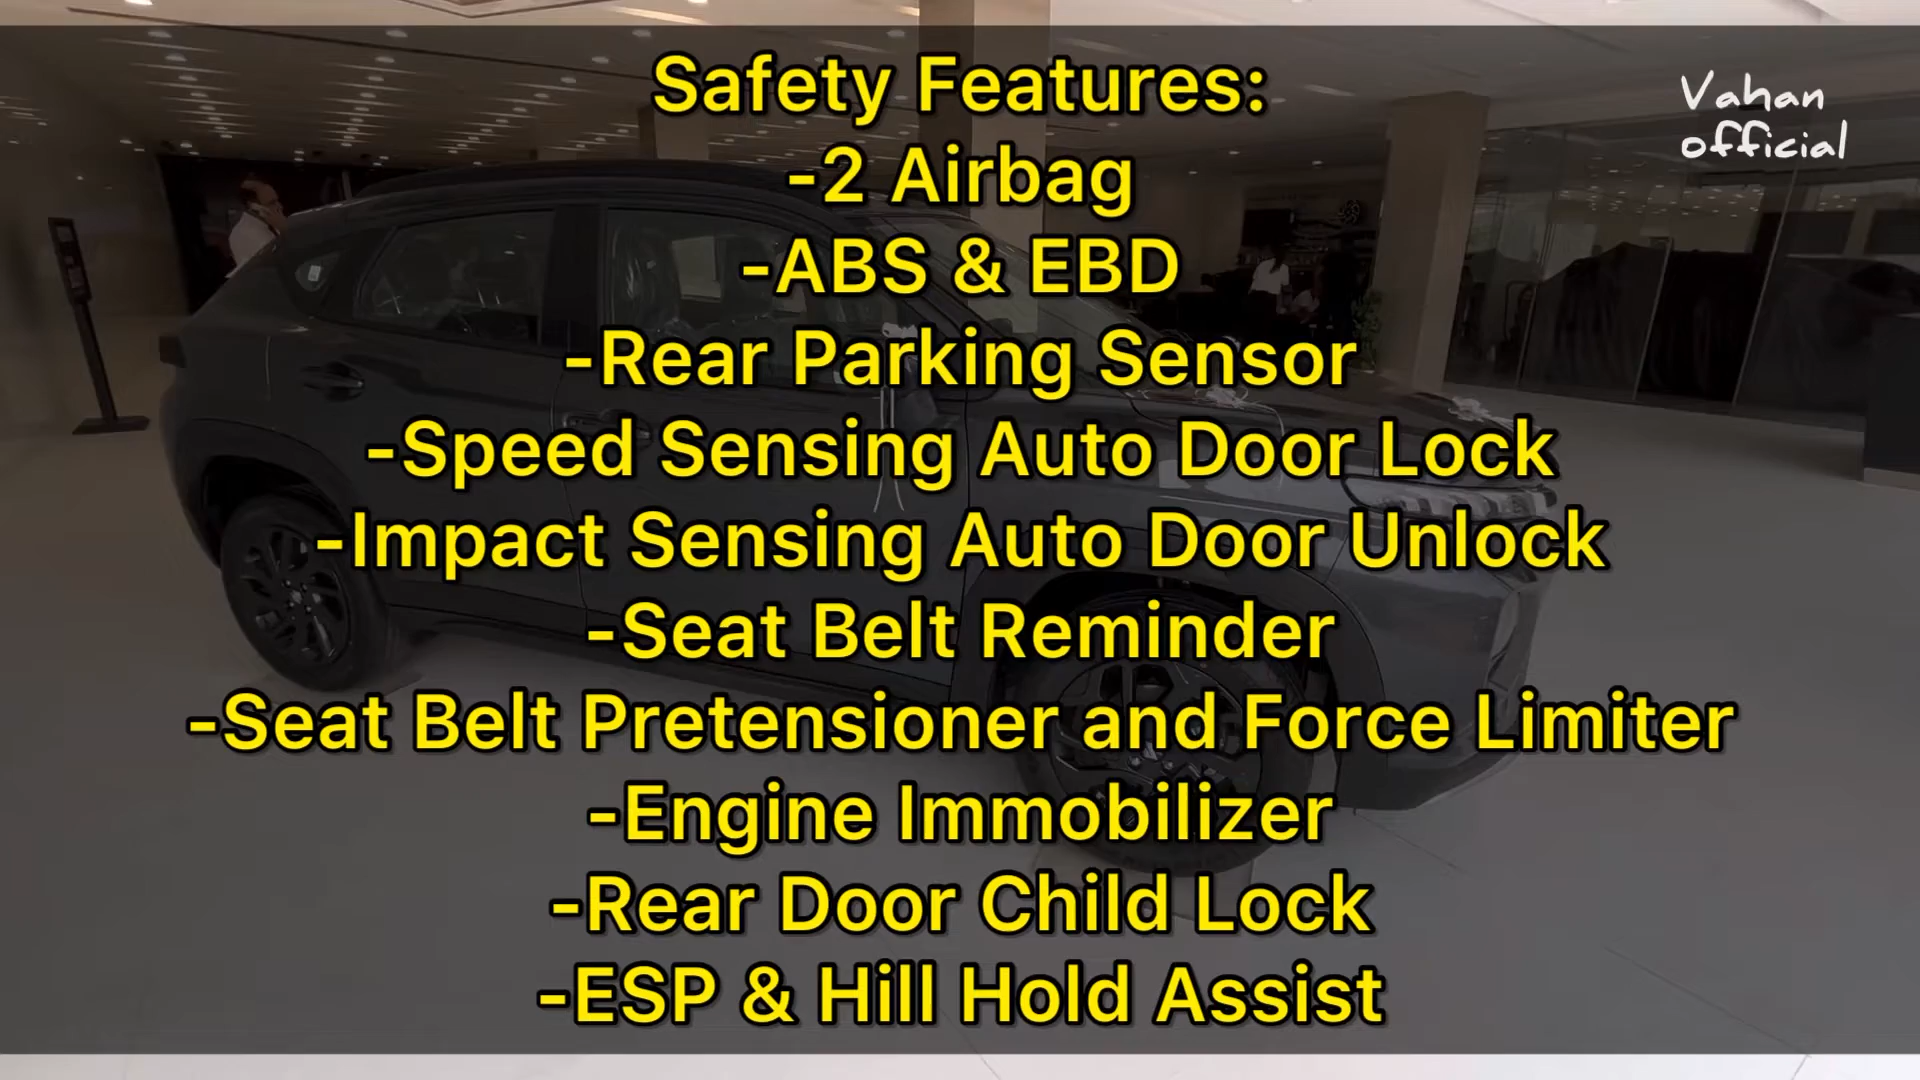 Safety Features:
Vahan
official
-2 Airbag
-ABS & EBD
-Rear Parking Sensor
-Speed Sensing Auto Door Lock
-Impact Sensing Auto Door Unlock
-Seat Belt Reminder
-Seat Belt Pretensioner and Force Limiter
-Engine Immobilizer
-Rear Door Child Lock
-ESP & Hill Hold Assist